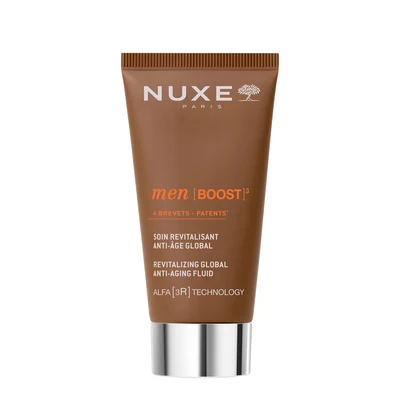 NUXE
PARIS
men [BOOST]³
4 BREVETS - PATENTS*
SOIN REVITALISANT
ANTI-ÂGE GLOBAL
REVITALIZING GLOBAL
ANTI-AGING FLUID
ALFA [3R] TECHNOLOGY